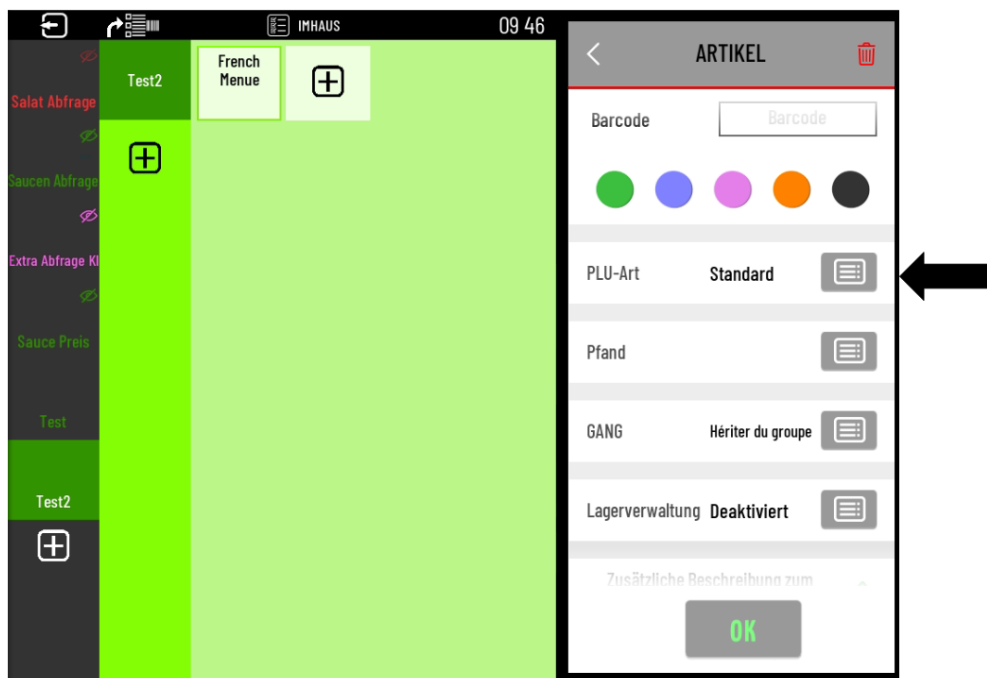 IMHAUS
09 46
Salat Abfrage
Saucen Abfrage
Extra Abfrage Kl
Sauce Preis
Test
Test2
Test2
French
Menue
ARTIKEL
Barcode
Barcode
PLU-Art
Standard
Pfand
GANG
Hériter du groupe
Lagerverwaltung
Deaktiviert
Zusätzliche Beschreibung zum
OK